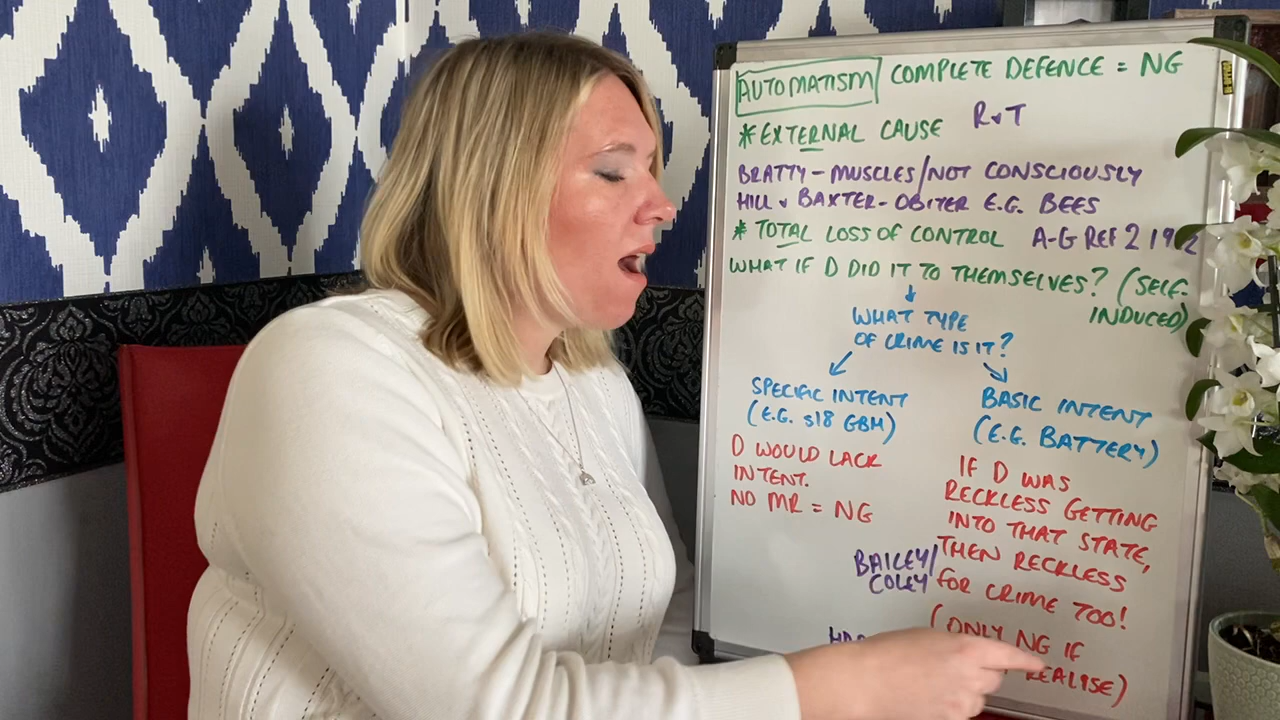 AUTOMATISM COMPLETE DEFENCE = NG
* EXTERNAL CAUSE R v T
BRATTY - MUSCLES/NOT CONSCIOUSLY
HILL v BAXTER - OBITER E.G. BEES
* TOTAL LOSS OF CONTROL A-G REF 2 1992
WHAT IF D DID IT TO THEMSELVES? (SELF-
INDUCED)
WHAT TYPE
OF CRIME IS IT?
SPECIFIC INTENT
(E.G. s18 GBM)
D WOULD LACK
INTENT.
NO MR = NG
BASIC INTENT
(E.G. BATTERY)
IF D WAS
RECKLESS GETTING
INTO THAT STATE,
THEN RECKLESS
FOR CRIME TOO!
(ONLY NG IF
BAILEY/
COLEY